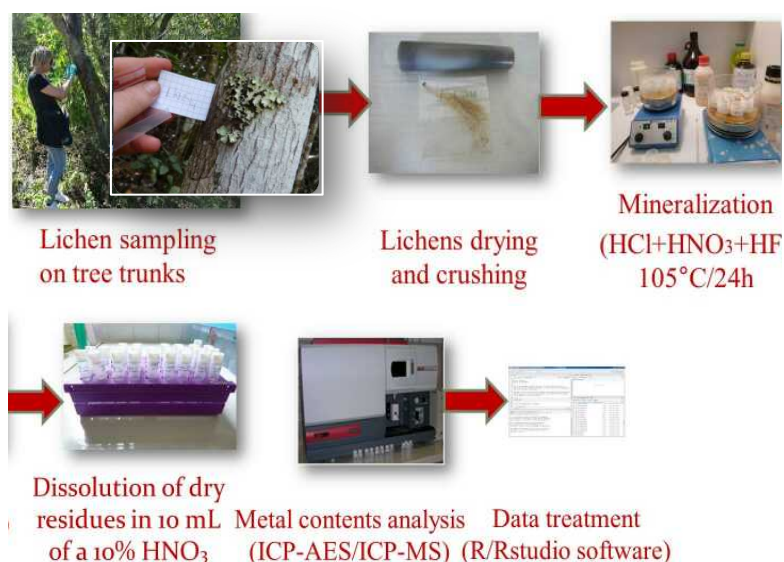 Lichen sampling
on tree trunks
Lichens drying
and crushing
Mineralization
(HCl+HNO3+HF
105°C/24h
Dissolution of dry
residues in 10 mL
of a 10% HNO3
Metal contents analysis
(ICP-AES/ICP-MS)
Data treatment
(R/Rstudio software)